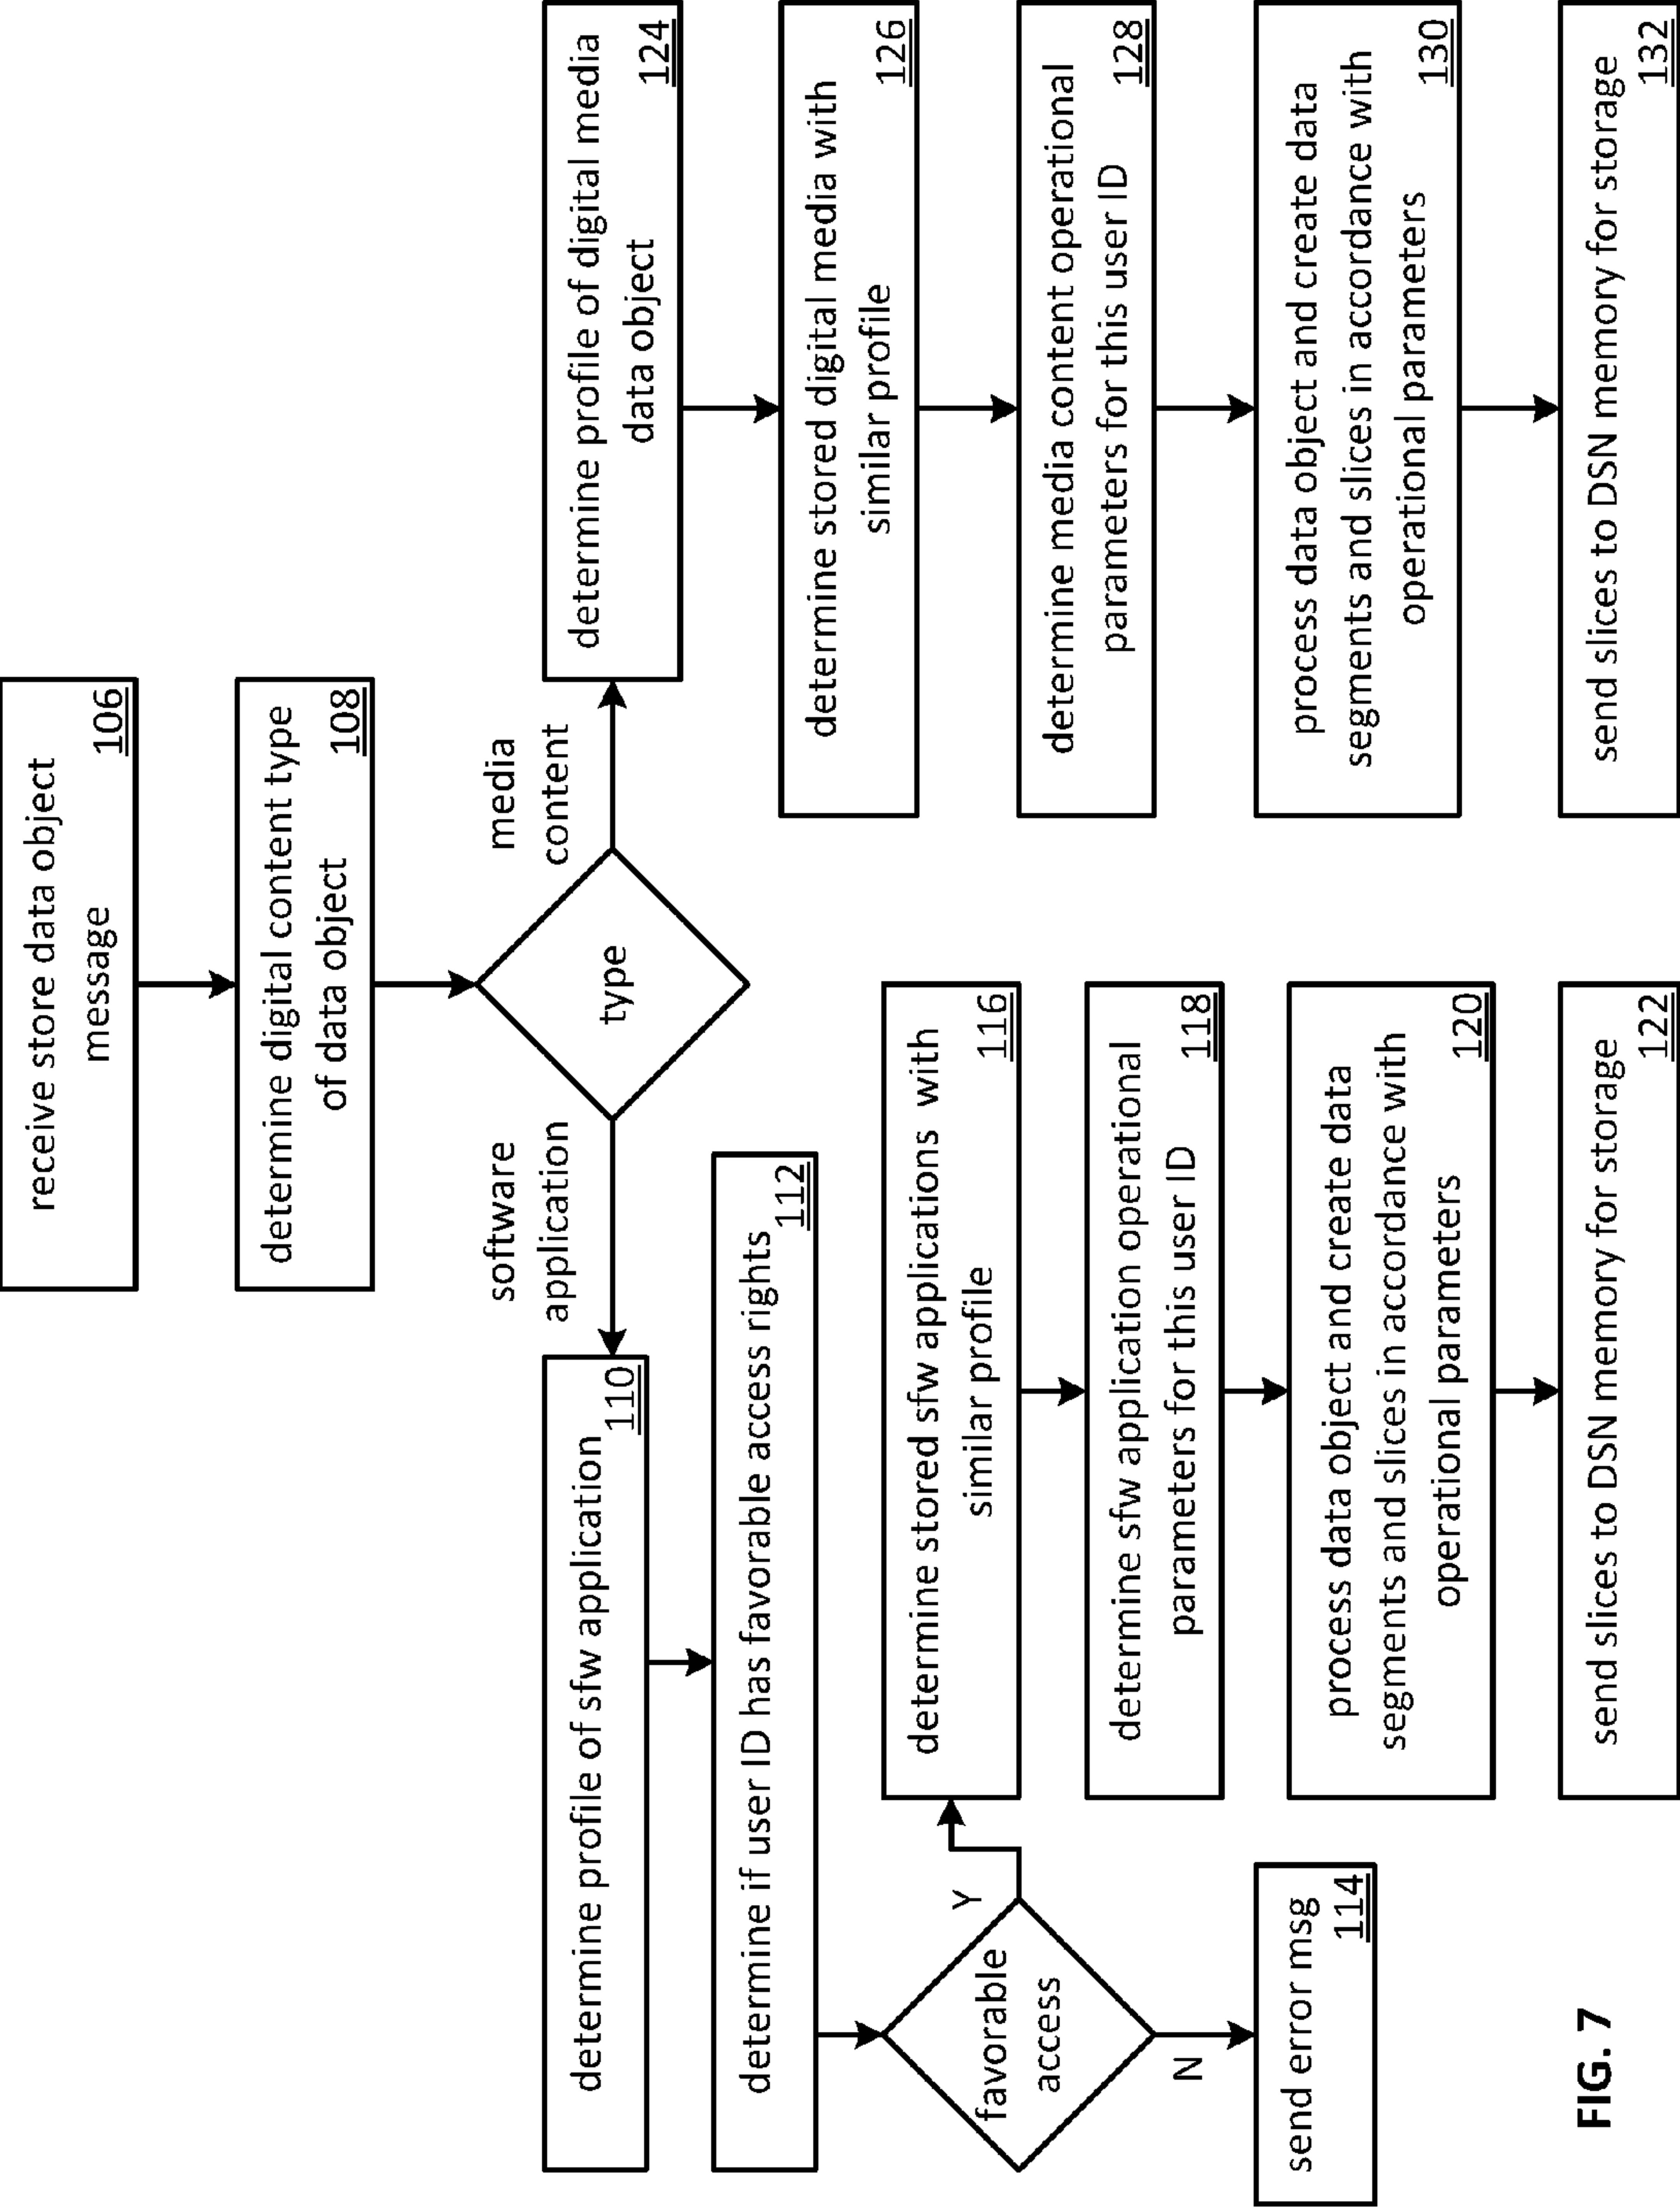 receive store data object
message
106
determine digital content type
of data object
108
type
software
application
media
content
determine profile of sfw application
110
determine if user ID has favorable access rights
112
favorable
access
N
Y
send error msg
114
determine stored sfw applications with
similar profile
116
determine sfw application operational
parameters for this user ID
118
process data object and create data
segments and slices in accordance with
operational parameters
120
send slices to DSN memory for storage
122
determine profile of digital media
data object
124
determine stored digital media with
similar profile
126
determine media content operational
parameters for this user ID
128
process data object and create data
segments and slices in accordance with
operational parameters
130
send slices to DSN memory for storage
132
FIG. 7